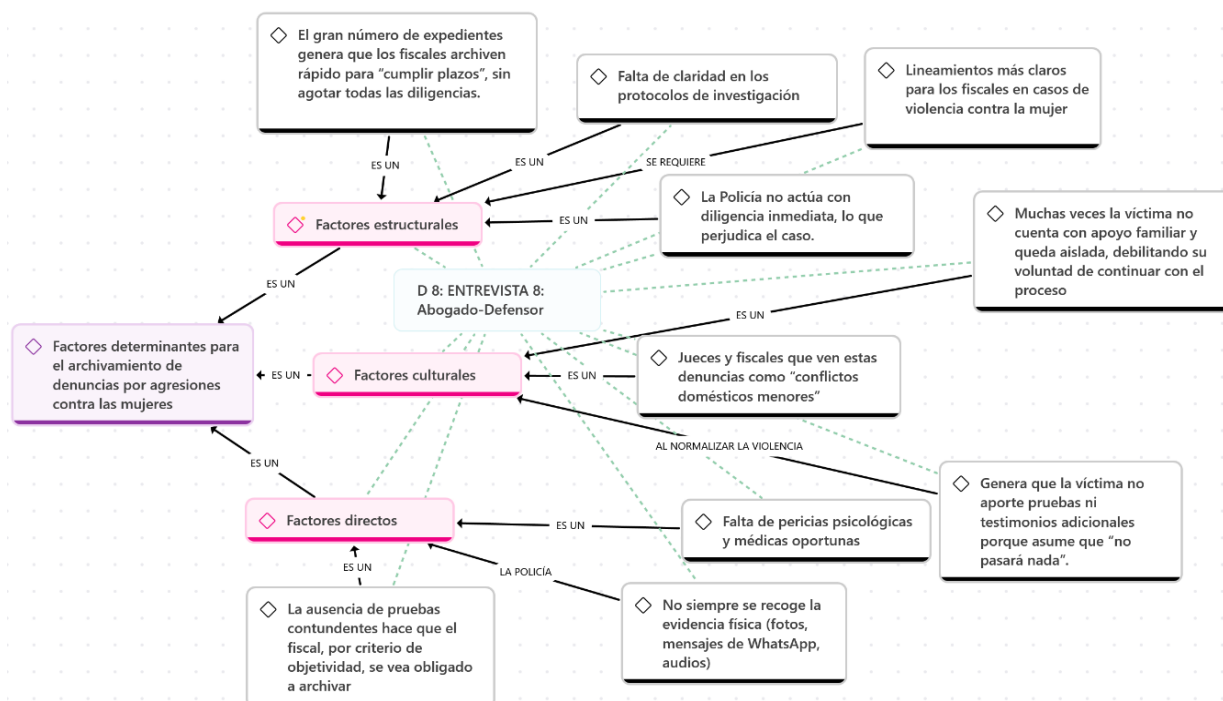 El gran número de expedientes
genera que los fiscales archiven
rápido para “cumplir plazos”, sin
agotar todas las diligencias.
Falta de claridad en los
protocolos de investigación
Lineamientos más claros
para los fiscales en casos de
violencia contra la mujer
ES UN
ES UN
SE REQUIERE
Factores estructurales
ES UN
La Policía no actúa con
diligencia inmediata, lo que
perjudica el caso.
Muchas veces la víctima no
cuenta con apoyo familiar y
queda aislada, debilitando su
voluntad de continuar con el
proceso
ES UN
D 8: ENTREVISTA 8:
Abogado-Defensor
ES UN
Factores determinantes para
el archivamiento de
denuncias por agresiones
contra las mujeres
ES UN
Factores culturales
ES UN
Jueces y fiscales que ven estas
denuncias como “conflictos
domésticos menores”
AL NORMALIZAR LA VIOLENCIA
ES UN
Genera que la víctima no
aporte pruebas ni
testimonios adicionales
porque asume que “no
pasará nada”.
Factores directos
ES UN
Falta de pericias psicológicas
y médicas oportunas
ES UN
LA POLICÍA
La ausencia de pruebas
contundentes hace que el
fiscal, por criterio de
objetividad, se vea obligado
a archivar
No siempre se recoge la
evidencia física (fotos,
mensajes de WhatsApp,
audios)